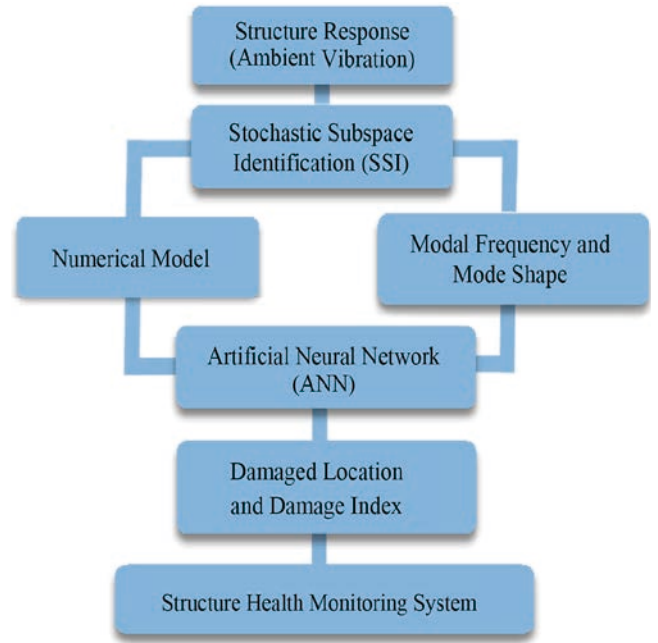 Structure Response
(Ambient Vibration)
Stochastic Subspace
Identification (SSI)
Numerical Model
Modal Frequency and
Mode Shape
Artificial Neural Network
(ANN)
Damaged Location
and Damage Index
Structure Health Monitoring System